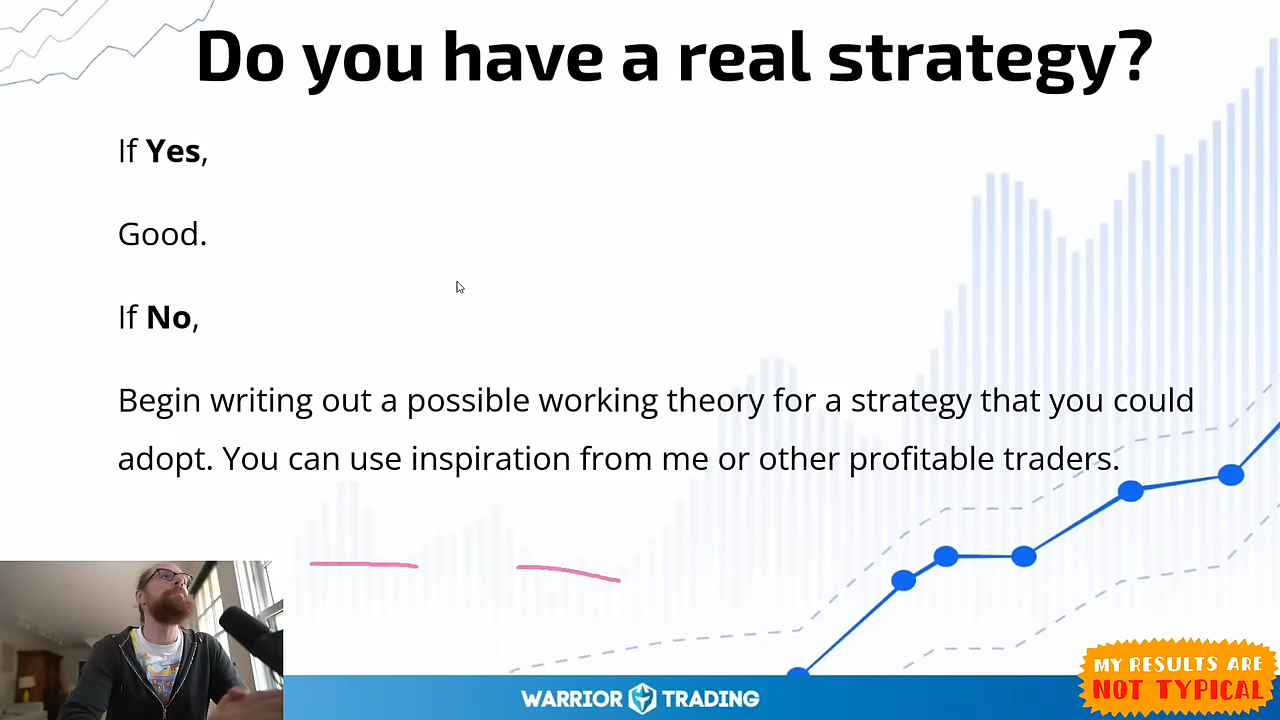 Do you have a real strategy?
If Yes,
Good.
If No,
Begin writing out a possible working theory for a strategy that you could
adopt. You can use inspiration from me or other profitable traders.
WARRIOR TRADING
MY RESULTS ARE
NOT TYPICAL